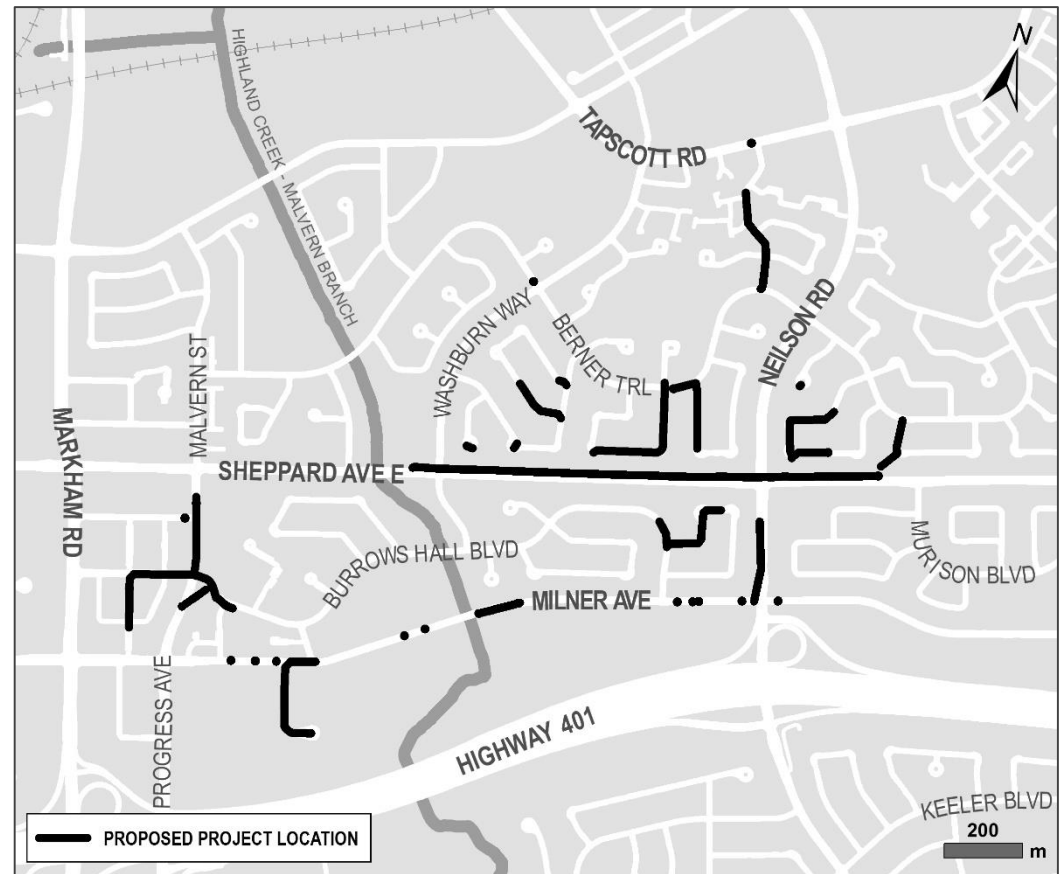 N
HIGHLAND CREEK - MALVERN BRANCH
TAPSCOTT RD
WASHBURN WAY
BERNER TRL
NEILSON RD
MALVERN ST
MARKHAM RD
SHEPPARD AVE E
BURROWS HALL BLVD
MURISON BLVD
MILNER AVE
PROGRESS AVE
HIGHWAY 401
KEELER BLVD
PROPOSED PROJECT LOCATION
200
m